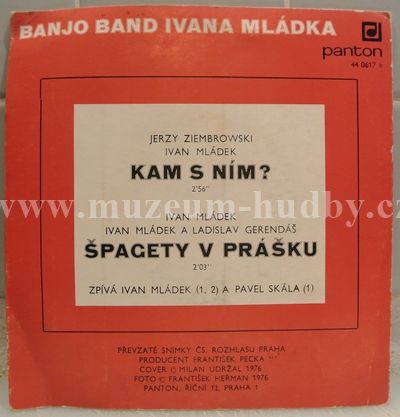 BANJO BAND IVANA MLÁDKA
panton
44 0617 b
JERZY ZIEMBROWSKI
IVAN MLÁDEK
KAM S NÍM?
2'56"
www.muzeum-hudby.cz
IVAN MLÁDEK
IVAN MLÁDEK A LADISLAV GERENDÁŠ
ŠPAGETY V PRÁŠKU
2'03"
ZPÍVÁ IVAN MLÁDEK (1, 2) A PAVEL SKÁLA (1)
PŘEVZATÉ SNÍMKY ČS. ROZHLASU PRAHA
PRODUCENT FRANTIŠEK PECKA
COVER © MILAN UDRŽAL 1976
FOTO © FRANTIŠEK HEŘMAN 1976
PANTON, ŘÍČNÍ 12, PRAHA 1